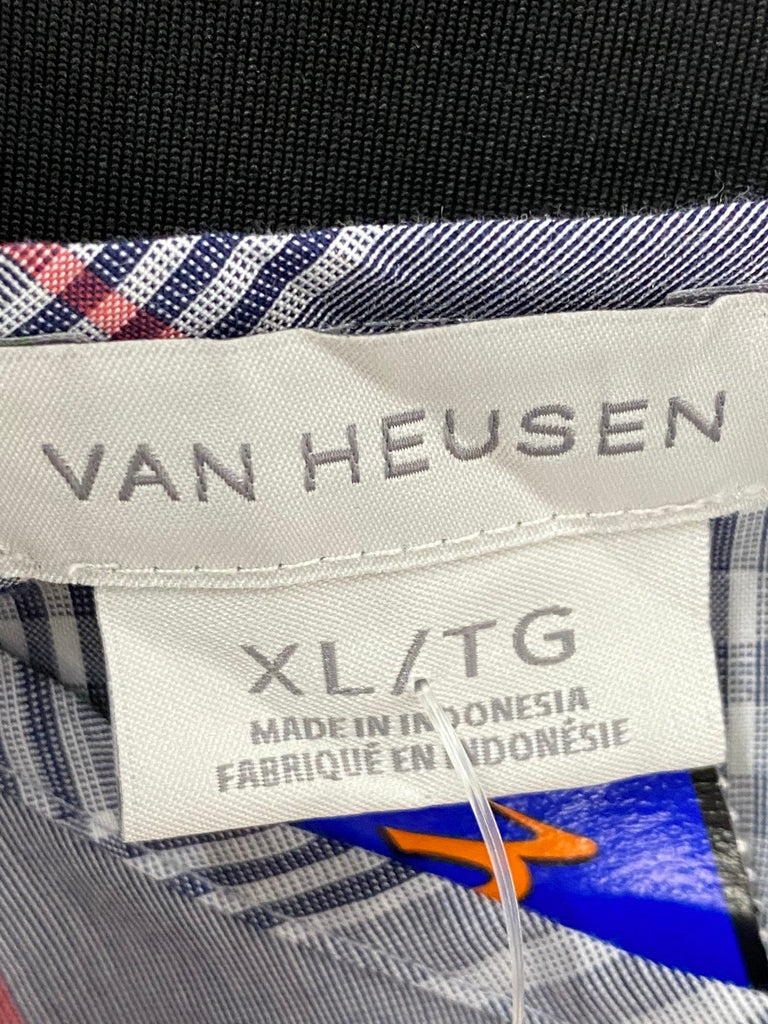 VAN HEUSEN
XL/TG
MADE IN INDONESIA
FABRIQUÉ EN INDONÉSIE